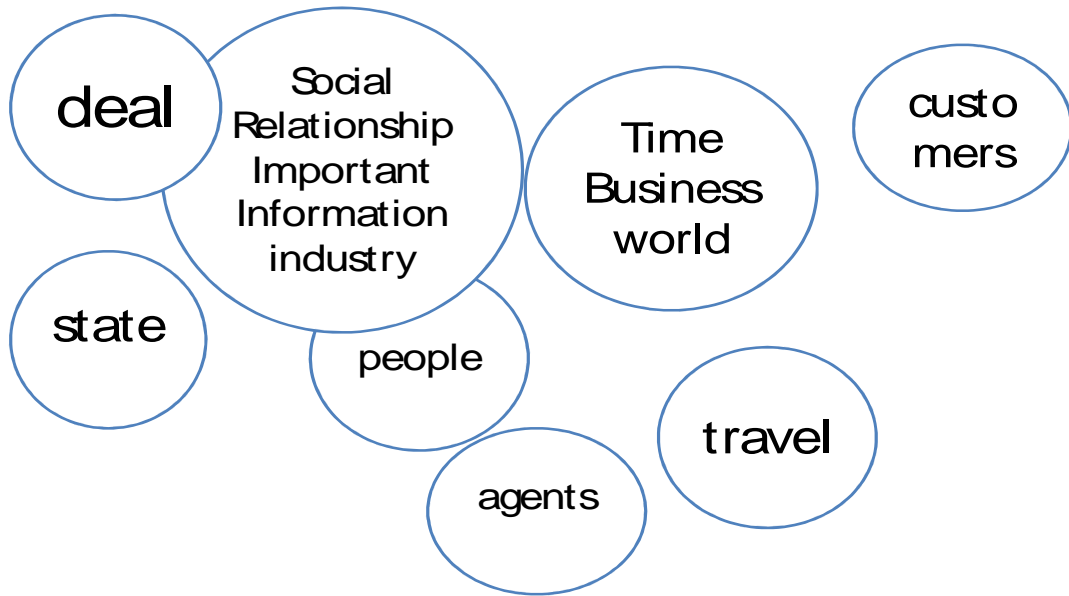 deal
Social
Relationship
Important
Information
industry
Time
Business
world
custo
mers
state
people
travel
agents